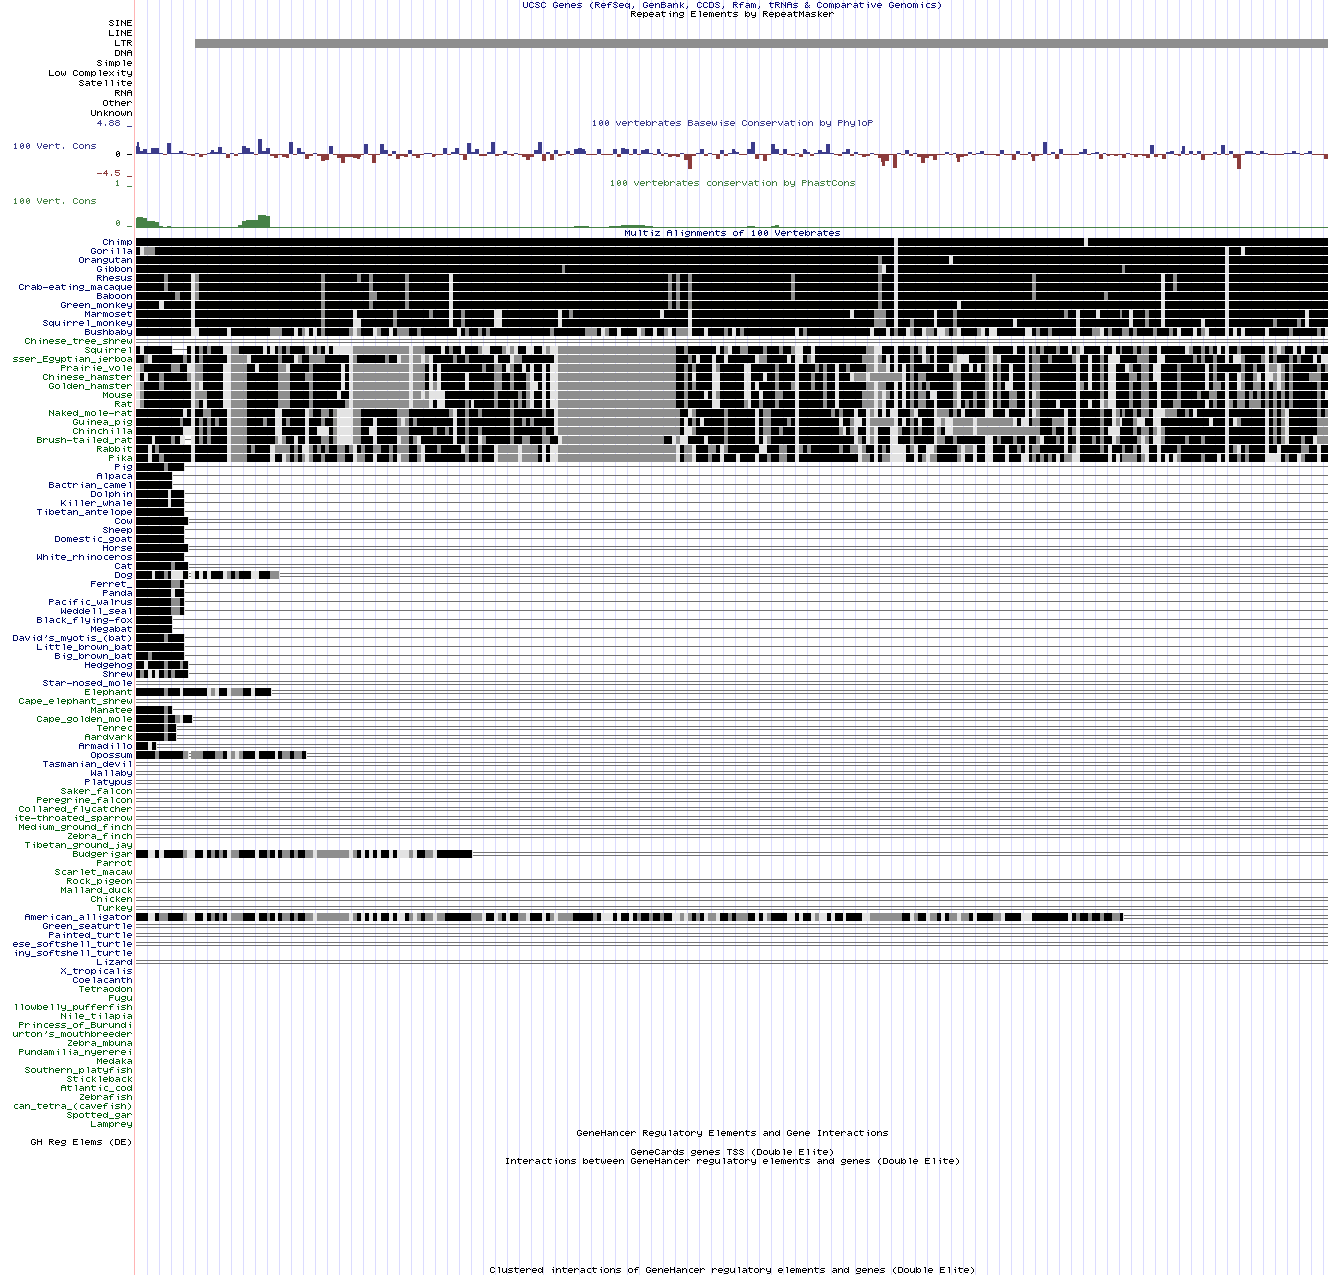 UCSC Genes (RefSeq, GenBank, CCDS, Rfam, tRNAs & Comparative Genomics)
Repeating Elements by RepeatMasker
SINE
LINE
LTR
DNA
Simple
Low Complexity
Satellite
RNA
Other
Unknown
4.88 _
100 vertebrates Basewise Conservation by PhyloP
100 Vert. Cons
0 _
-4.5 _
100 vertebrates conservation by PhastCons
1 _
100 Vert. Cons
0 _
Multiz Alignments of 100 Vertebrates
Chimp
Gorilla
Orangutan
Gibbon
Rhesus
Crab-eating_macaque
Baboon
Green_monkey
Marmoset
Squirrel_monkey
Bushbaby
Chinese_tree_shrew
Squirrel
sser_Egyptian_jerboa
Prairie_vole
Chinese_hamster
Golden_hamster
Mouse
Rat
Naked_mole-rat
Guinea_pig
Chinchilla
Brush-tailed_rat
Rabbit
Pika
Pig
Alpaca
Bactrian_camel
Dolphin
Killer_whale
Tibetan_antelope
Cow
Sheep
Domestic_goat
Horse
White_rhinoceros
Cat
Dog
Ferret_
Panda
Pacific_walrus
Weddell_seal
Black_flying-fox
Megabat
David's_myotis_(bat)
Little_brown_bat
Big_brown_bat
Hedgehog
Shrew
Star-nosed_mole
Elephant
Cape_elephant_shrew
Manatee
Cape_golden_mole
Tenrec
Aardvark
Armadillo
Opossum
Tasmanian_devil
Wallaby
Platypus
Saker_falcon
Peregrine_falcon
Collared_flycatcher
ite-throated_sparrow
Medium_ground_finch
Zebra_finch
Tibetan_ground_jay
Budgerigar
Parrot
Scarlet_macaw
Rock_pigeon
Mallard_duck
Chicken
Turkey
American_alligator
Green_seaturtle
Painted_turtle
ese_softshell_turtle
iny_softshell_turtle
Lizard
X_tropicalis
Coelacanth
Tetraodon
Fugu
llowbelly_pufferfish
Nile_tilapia
Princess_of_Burundi
urton's_mouthbreeder
Zebra_mbuna
Pundamilia_nyererei
Medaka
Southern_platyfish
Stickleback
Atlantic_cod
Zebrafish
can_tetra_(cavefish)
Spotted_gar
Lamprey
GeneHancer Regulatory Elements and Gene Interactions
GH Reg Elems (DE)
GeneCards genes TSS (Double Elite)
Interactions between GeneHancer regulatory elements and genes (Double Elite)
Clustered interactions of GeneHancer regulatory elements and genes (Double Elite)